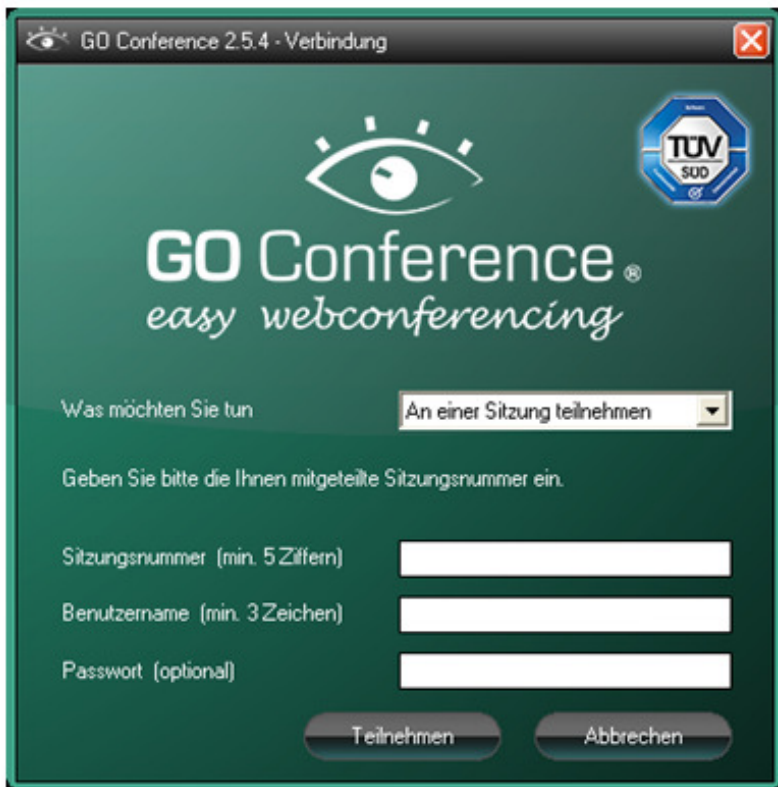 GO Conference 2.5.4 - Verbindung
TÜV
SÜD
GO Conference ®
easy webconferencing
Was möchten Sie tun
An einer Sitzung teilnehmen
Geben Sie bitte die Ihnen mitgeteilte Sitzungsnummer ein.
Sitzungsnummer (min. 5 Ziffern)
Benutzername (min. 3 Zeichen)
Passwort (optional)
Teilnehmen
Abbrechen